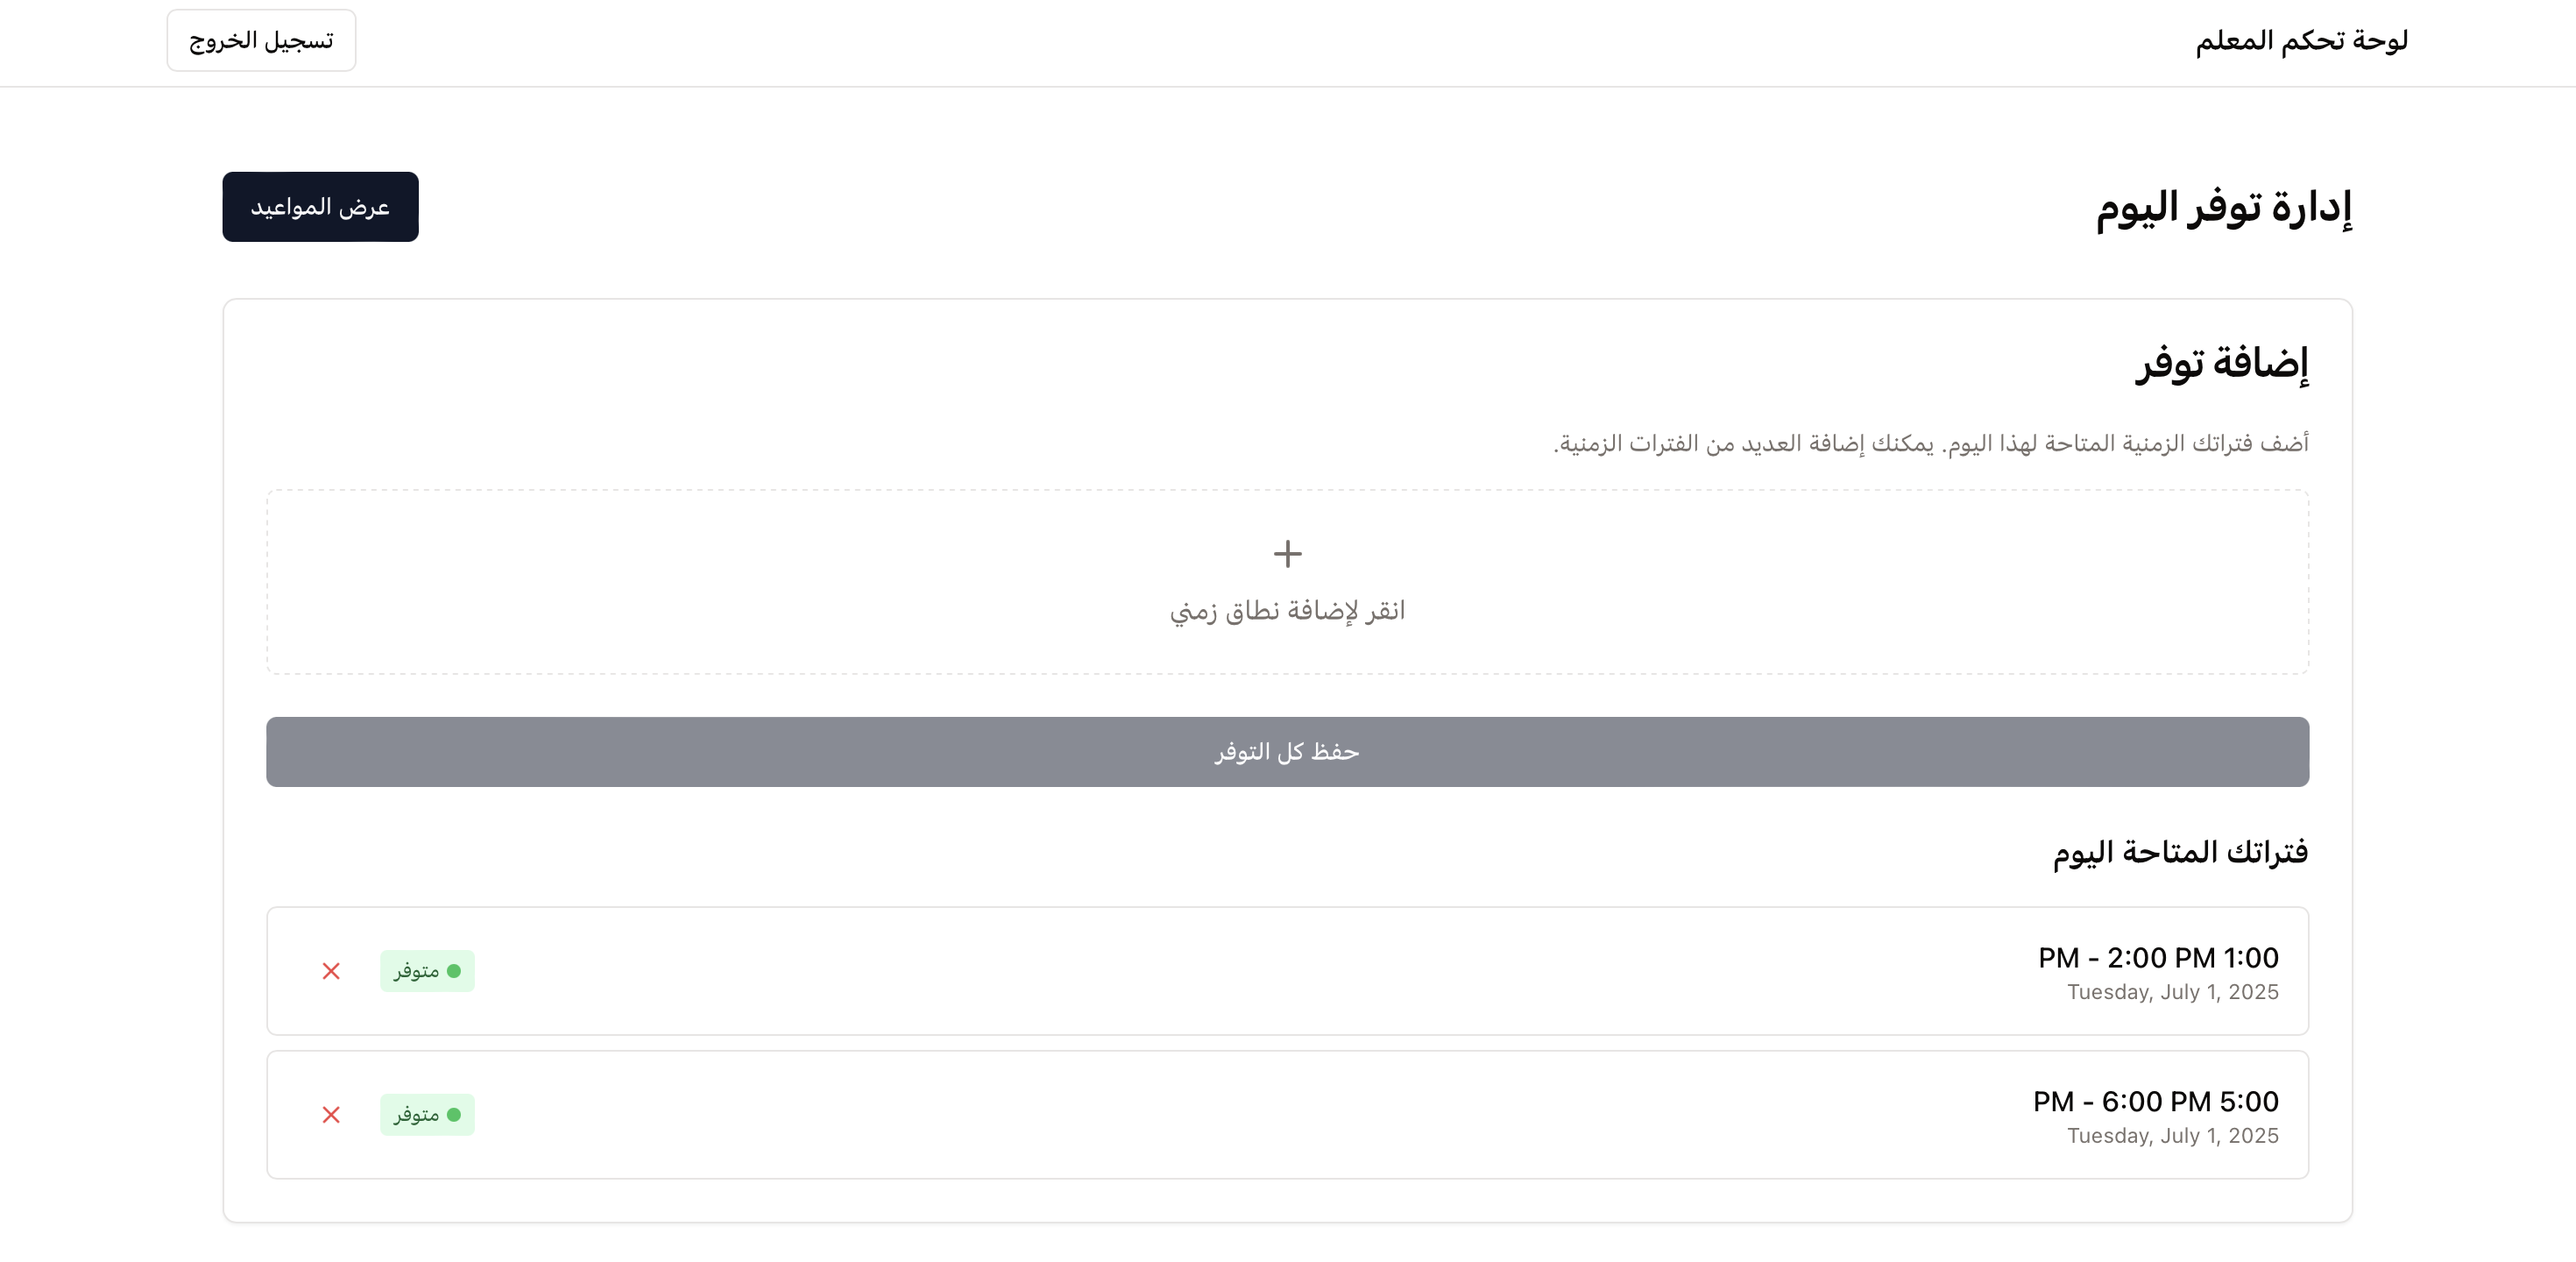 لوحة تحكم المعلم
تسجيل الخروج
إدارة توفر اليوم
عرض المواعيد
إضافة توفر
أضف فتراتك الزمنية المتاحة لهذا اليوم. يمكنك إضافة العديد من الفترات الزمنية.
انقر لإضافة نطاق زمني
حفظ كل التوفر
فتراتك المتاحة اليوم
PM - 2:00 PM 1:00
متوفر
Tuesday, July 1, 2025
PM - 6:00 PM 5:00
متوفر
Tuesday, July 1, 2025